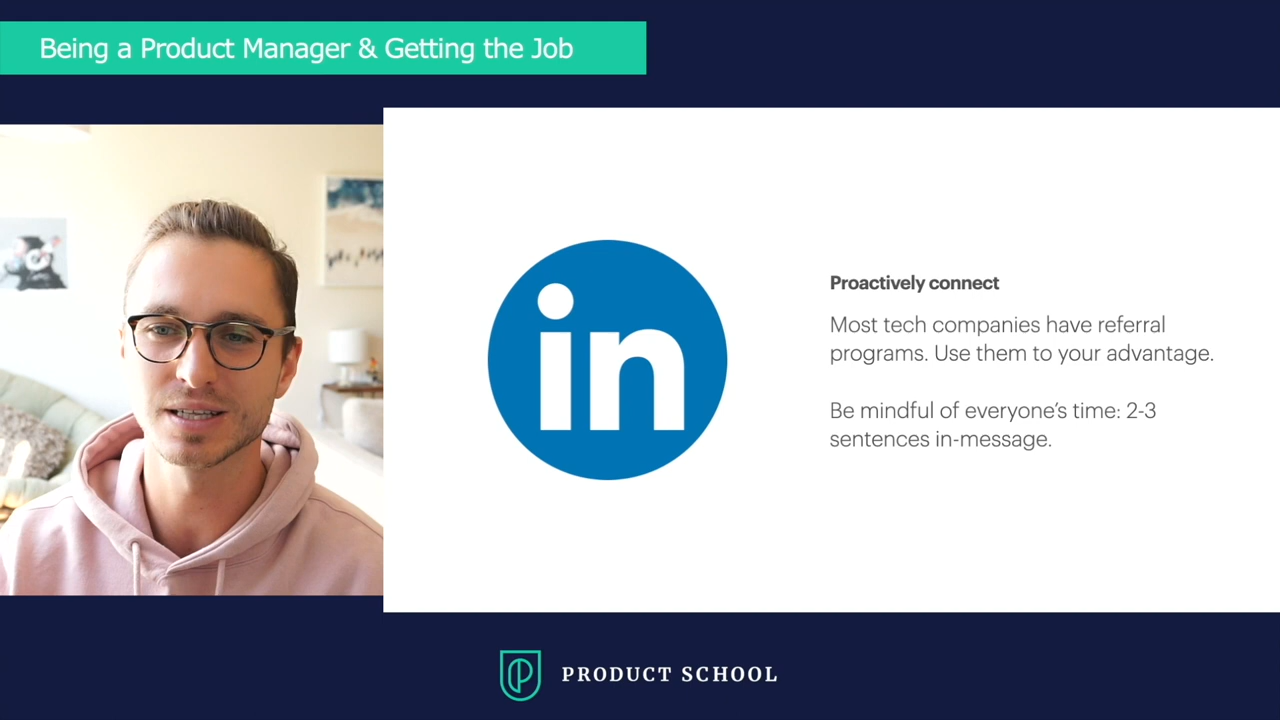 Being a Product Manager & Getting the Job
in
Proactively connect
Most tech companies have referral
programs. Use them to your advantage.
Be mindful of everyone’s time: 2-3
sentences in-message.
PRODUCT SCHOOL